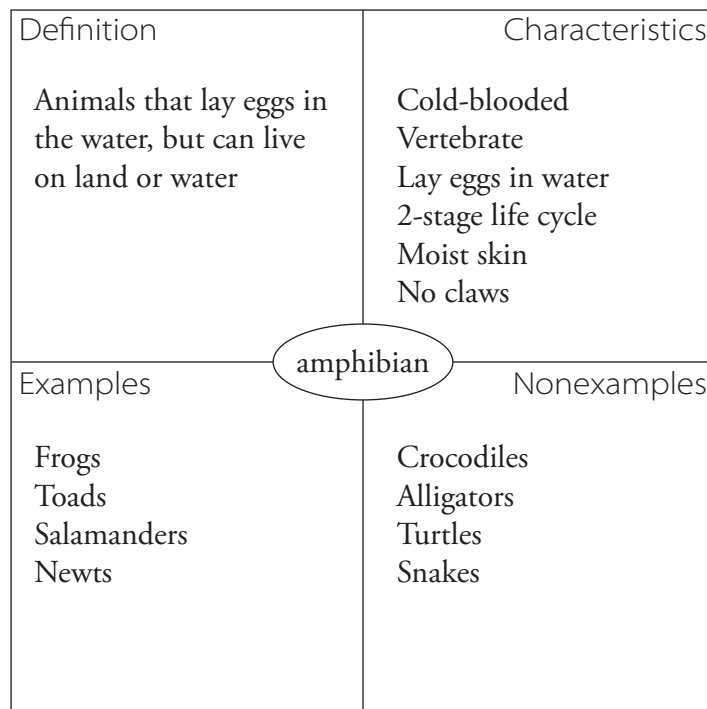 Definition
Animals that lay eggs in
the water, but can live
on land or water
Characteristics
Cold-blooded
Vertebrate
Lay eggs in water
2-stage life cycle
Moist skin
No claws
amphibian
Examples
Frogs
Toads
Salamanders
Newts
Nonexamples
Crocodiles
Alligators
Turtles
Snakes